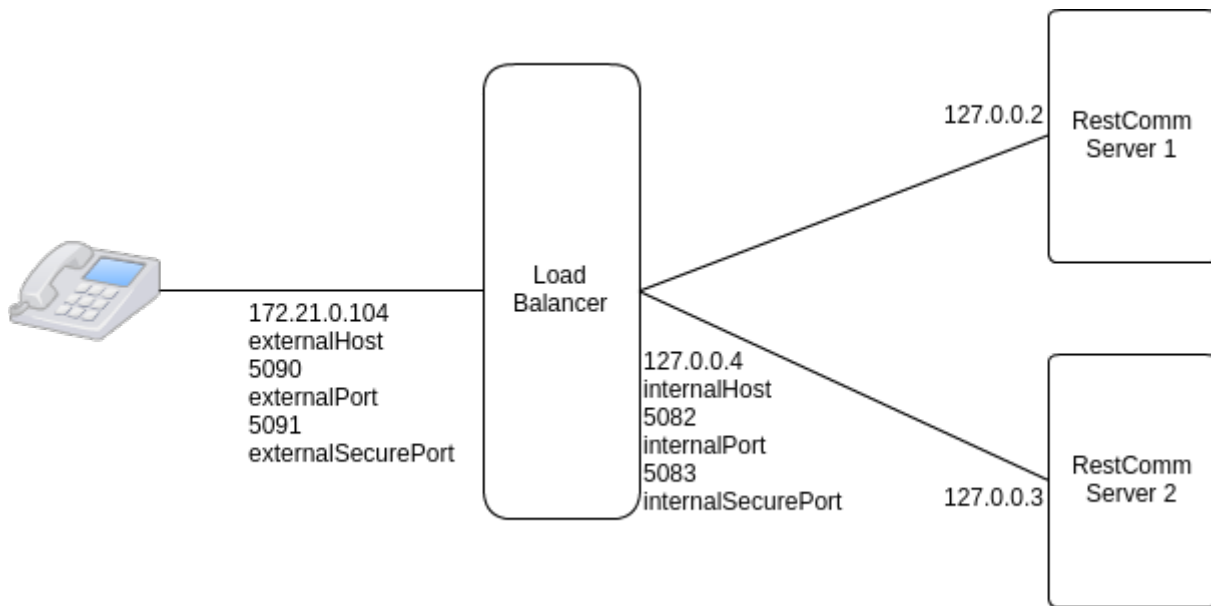 127.0.0.2
RestComm
Server 1
Load
Balancer
172.21.0.104
externalHost
5090
externalPort
5091
externalSecurePort
127.0.0.4
internalHost
5082
internalPort
5083
internalSecurePort
RestComm
Server 2
127.0.0.3